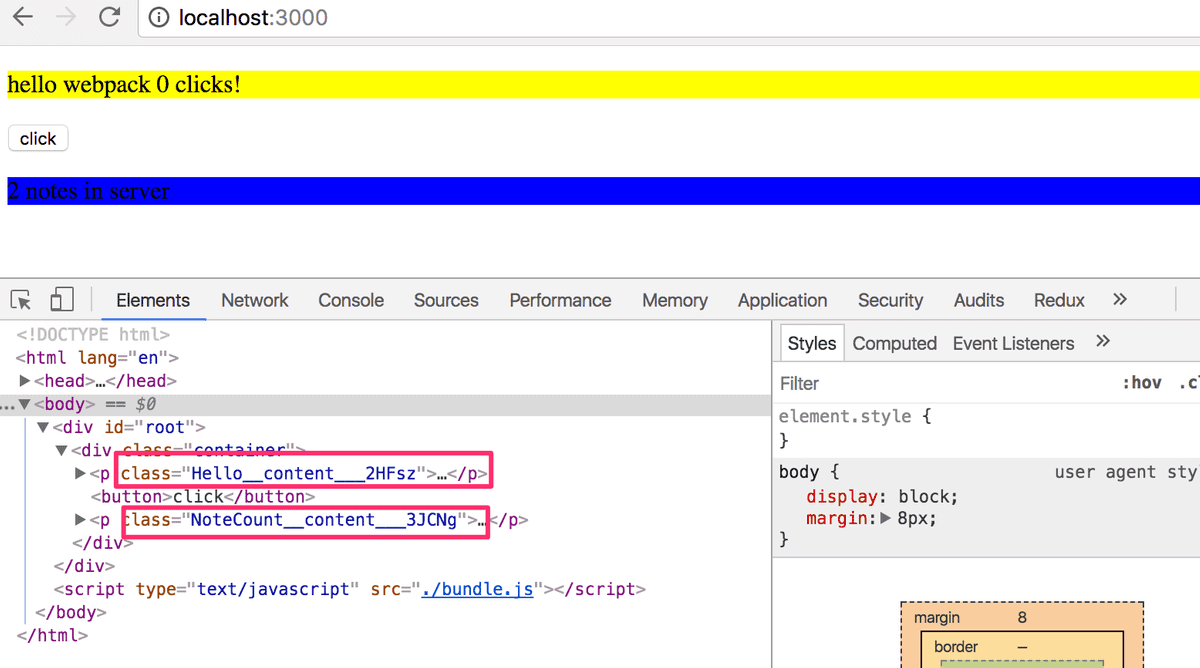 localhost:3000
hello webpack 0 clicks!
click
2 notes in server
Elements Network Console Sources Performance Memory Application Security Audits Redux »
<!DOCTYPE html>
<html lang="en">
▶<head>…</head>
…▼<body> == $0
▼<div id="root">
▼<div class="container">
▶<p class="Hello__content___2HFsz">…</p>
<button>click</button>
▶<p class="NoteCount__content___3JCNg">…</p>
</div>
</div>
<script type="text/javascript" src="./bundle.js"></script>
</body>
</html>
Styles Computed Event Listeners »
Filter :hov
element.style {
}
body { user agent sty
display: block;
margin:▶ 8px;
}
margin 8
border –